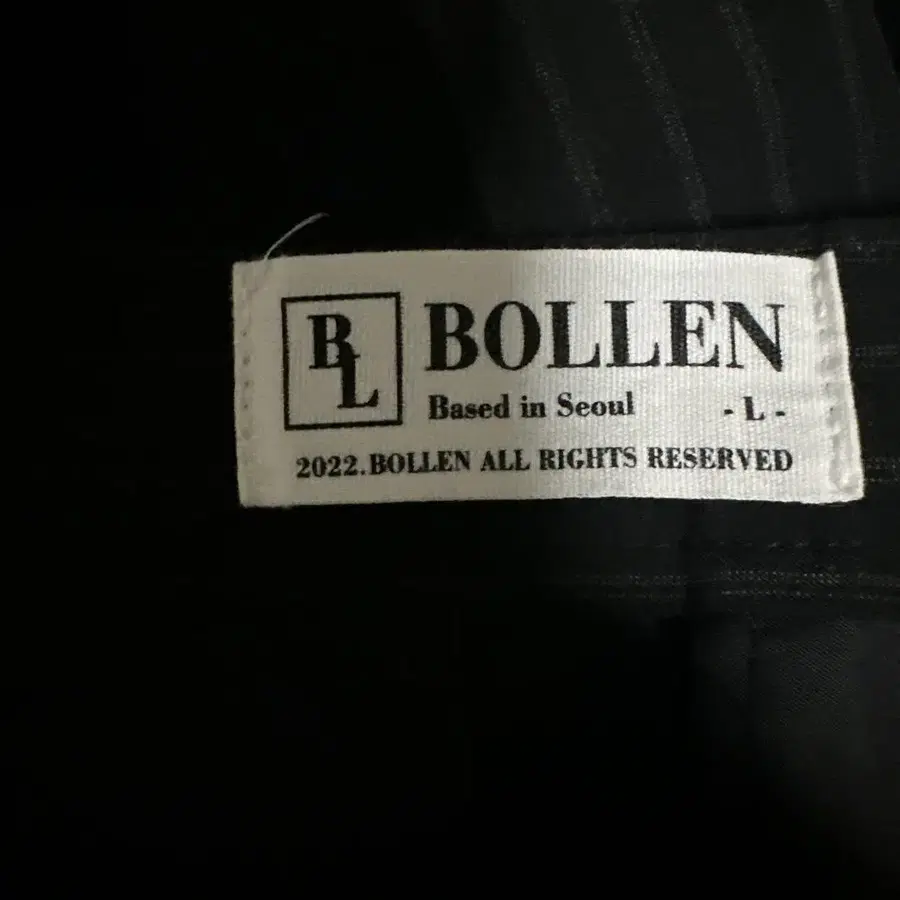 BL BOLLEN
Based in Seoul - L -
2022.BOLLEN ALL RIGHTS RESERVED